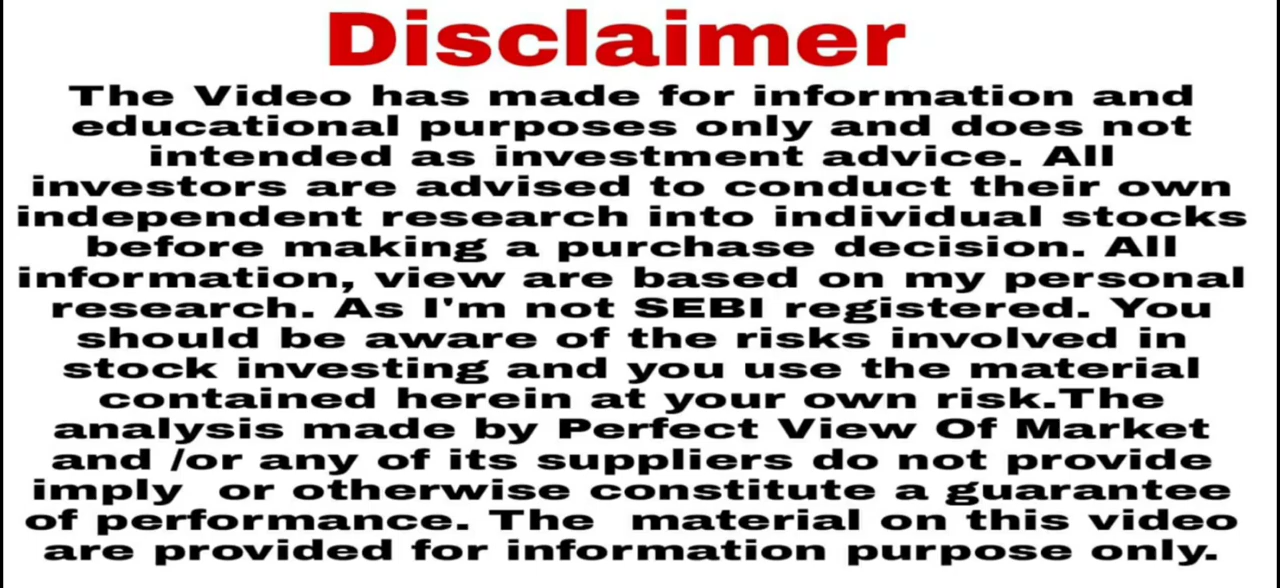 Disclaimer
The Video has made for information and
educational purposes only and does not
intended as investment advice. All
investors are advised to conduct their own
independent research into individual stocks
before making a purchase decision. All
information, view are based on my personal
research. As I'm not SEBI registered. You
should be aware of the risks involved in
stock investing and you use the material
contained herein at your own risk.The
analysis made by Perfect View Of Market
and /or any of its suppliers do not provide
imply  or otherwise constitute a guarantee
of performance. The  material on this video
are provided for information purpose only.